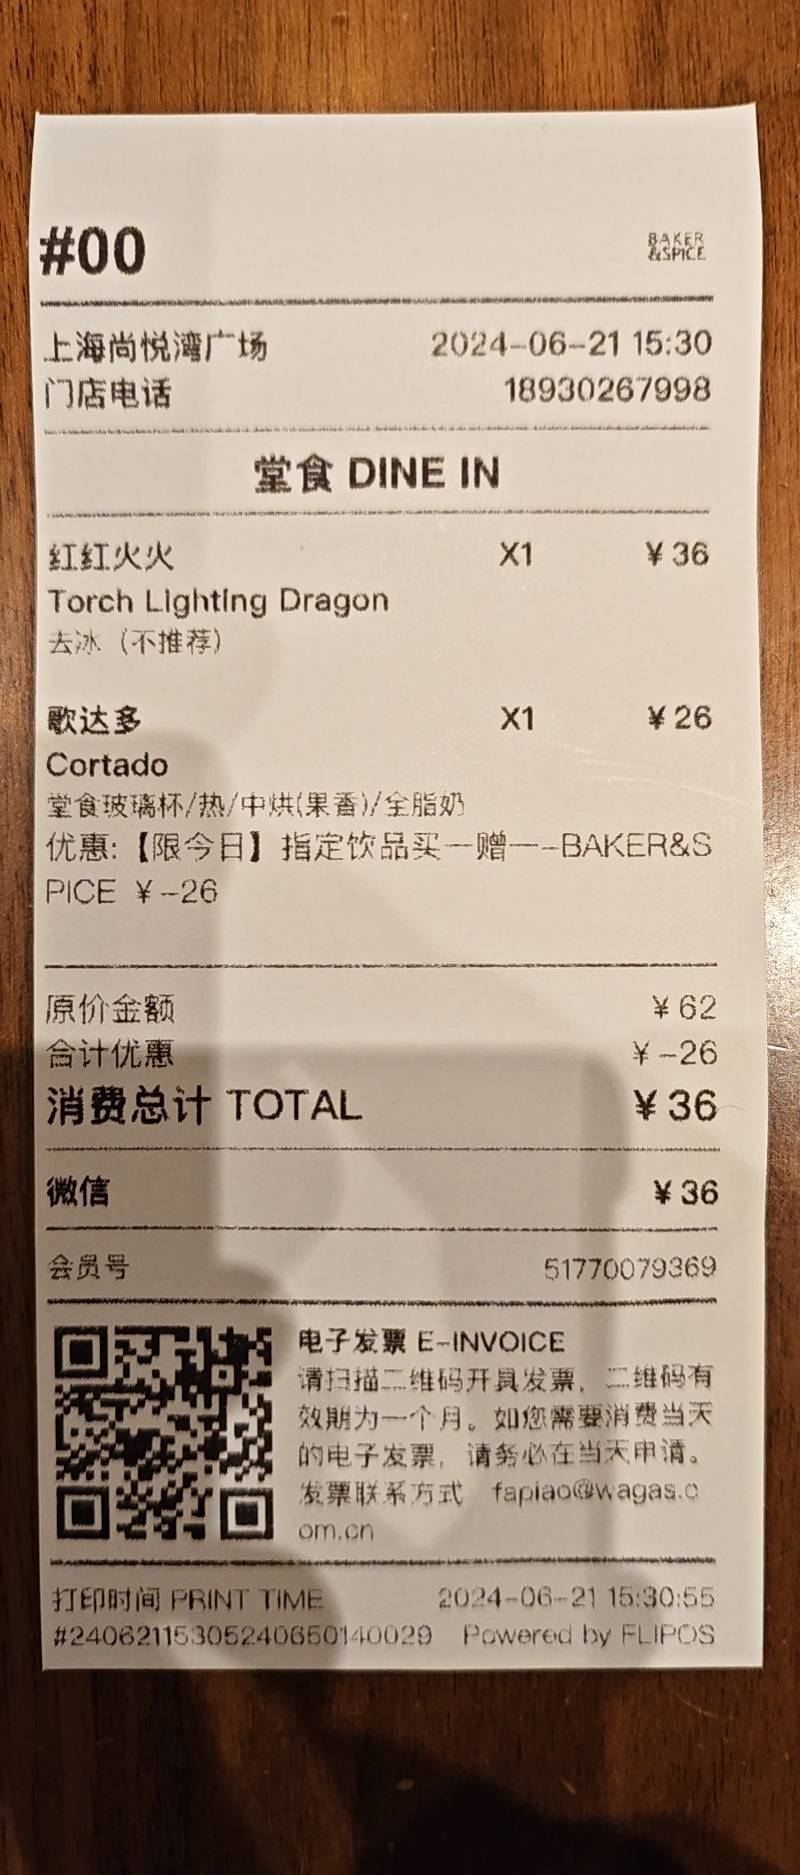 #00
BAKER
&SPICE
上海尚悦湾广场 2024-06-21 15:30
门店电话 18930267998
堂食 DINE IN
红红火火 X1 ¥36
Torch Lighting Dragon
去冰（不推荐）
歌达多 X1 ¥26
Cortado
堂食玻璃杯/热/中烘(果香)/全脂奶
优惠:【限今日】指定饮品买一赠一-BAKER&S
PICE ¥-26
原价金额 ¥62
合计优惠 ¥-26
消费总计 TOTAL ¥36
微信 ¥36
会员号 51770079369
电子发票 E-INVOICE
请扫描二维码开具发票，二维码有
效期为一个月。如您需要消费当天
的电子发票，请务必在当天申请。
发票联系方式 fapiao@wagas.c
om.cn
打印时间 PRINT TIME 2024-06-21 15:30:55
#24062115305240650140029 Powered by FLIPOS